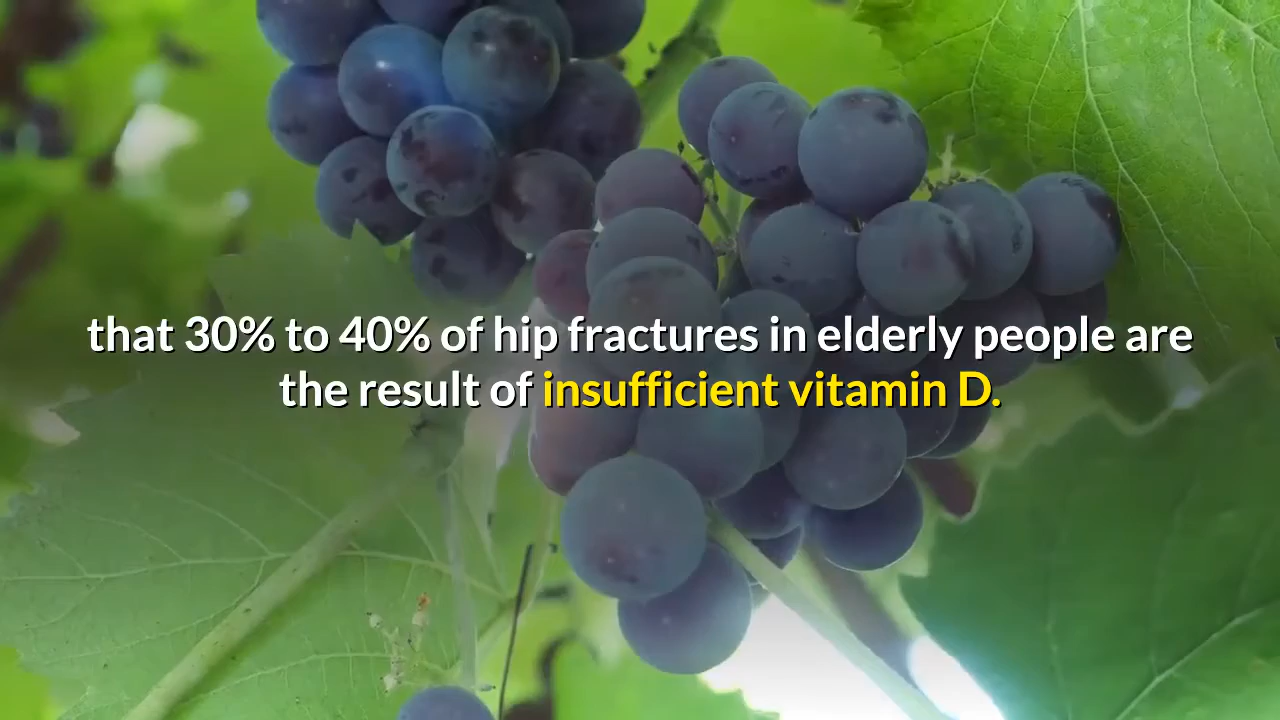 that 30% to 40% of hip fractures in elderly people are
the result of insufficient vitamin D.